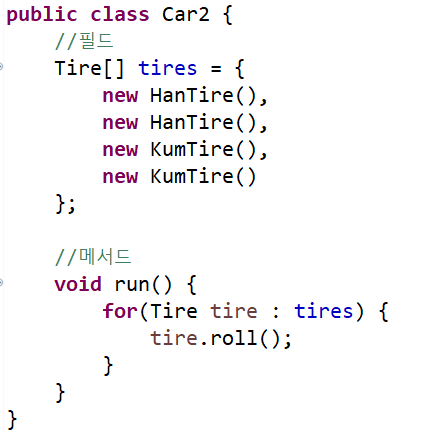 public class Car2 {
    //필드
    Tire[] tires = {
        new HanTire(),
        new HanTire(),
        new KumTire(),
        new KumTire()
    };

    //메서드
    void run() {
        for(Tire tire : tires) {
            tire.roll();
        }
    }
}